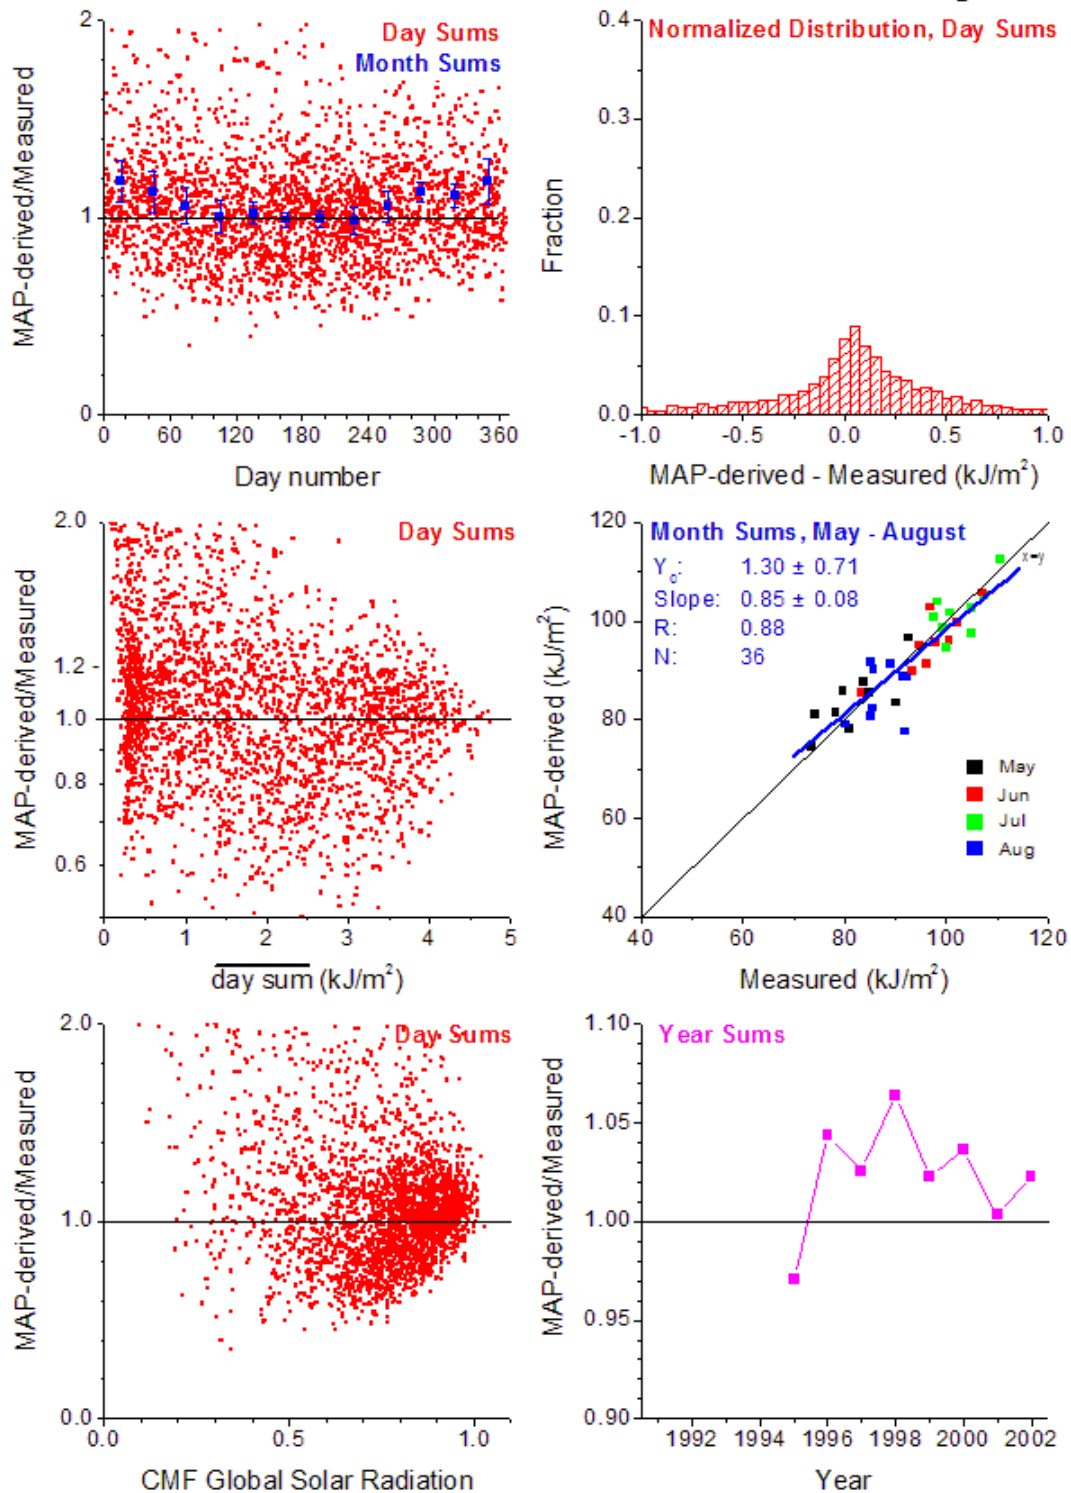 Day Sums
Month Sums
MAP-derived/Measured
2
1
0
0 60 120 180 240 300 360
Day number
Normalized Distribution, Day Sums
Fraction
0.4
0.3
0.2
0.1
0.0
-1.0 -0.5 0.0 0.5 1.0
MAP-derived - Measured (kJ/m²)
Day Sums
MAP-derived/Measured
2.0
1.2
1.0
0.8
0.6
0 1 2 3 4 5
day sum (kJ/m²)
Month Sums, May - August
Y₀: 1.30 ± 0.71
Slope: 0.85 ± 0.08
R: 0.88
N: 36
x=y
May
Jun
Jul
Aug
MAP-derived (kJ/m²)
120
100
80
60
40
40 60 80 100 120
Measured (kJ/m²)
Day Sums
MAP-derived/Measured
2.0
1.0
0.0
0.0 0.5 1.0
CMF Global Solar Radiation
Year Sums
MAP-derived/Measured
1.10
1.05
1.00
0.95
0.90
1992 1994 1996 1998 2000 2002
Year